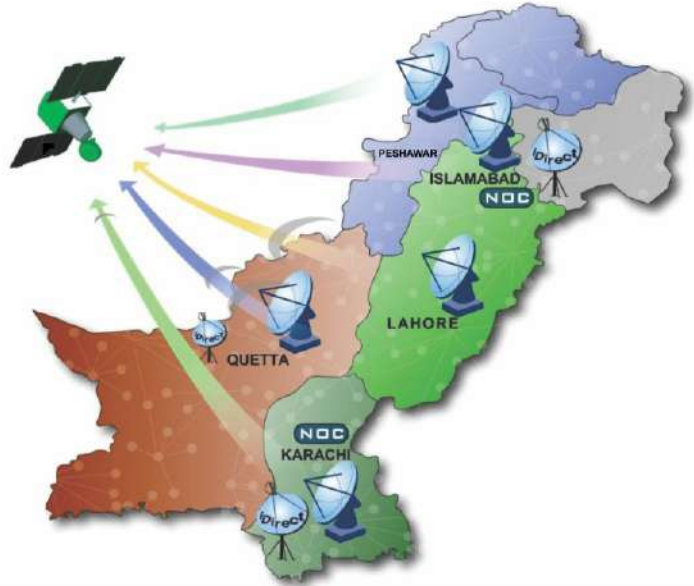 PESHAWAR
ISLAMABAD
iDirect
NOC
LAHORE
iDirect
QUETTA
NOC
KARACHI
iDirect